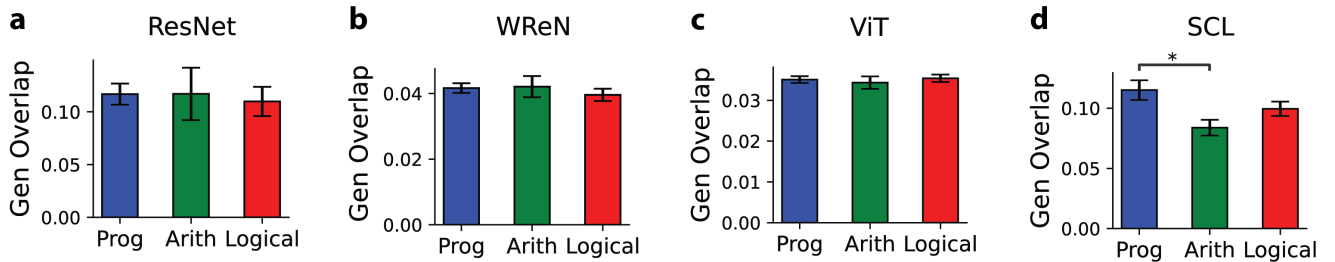 a
ResNet
Gen Overlap
0.10
0.05
0.00
Prog Arith Logical
b
WReN
Gen Overlap
0.04
0.02
0.00
Prog Arith Logical
c
ViT
Gen Overlap
0.03
0.02
0.01
0.00
Prog Arith Logical
d
SCL
*
Gen Overlap
0.10
0.05
0.00
Prog Arith Logical